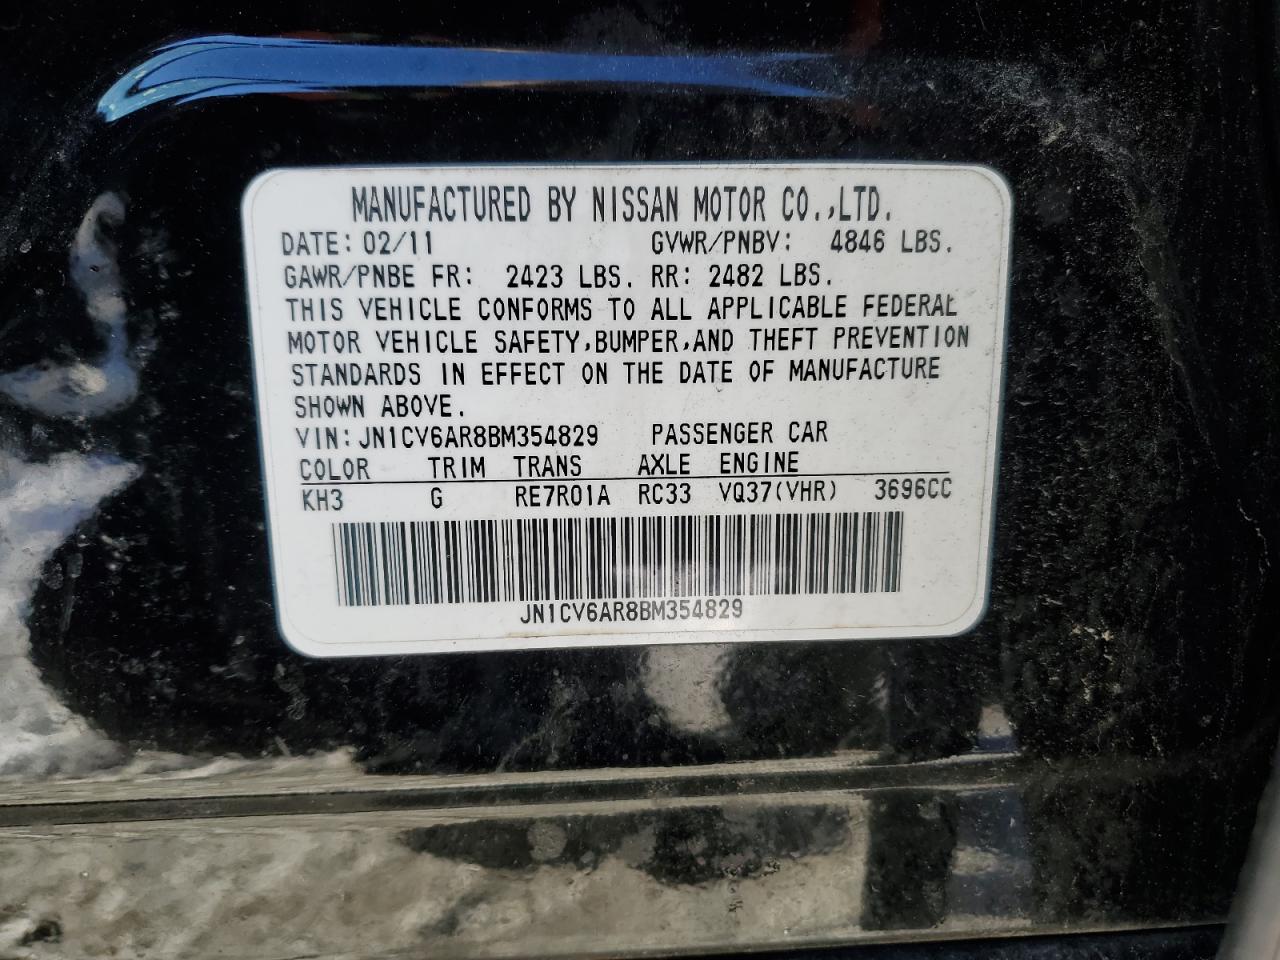 MANUFACTURED BY NISSAN MOTOR CO.,LTD.
DATE: 02/11 GVWR/PNBV: 4846 LBS.
GAWR/PNBE FR: 2423 LBS. RR: 2482 LBS.
THIS VEHICLE CONFORMS TO ALL APPLICABLE FEDERAL
MOTOR VEHICLE SAFETY,BUMPER,AND THEFT PREVENTION
STANDARDS IN EFFECT ON THE DATE OF MANUFACTURE
SHOWN ABOVE.
VIN: JN1CV6AR8BM354829 PASSENGER CAR
COLOR TRIM TRANS AXLE ENGINE
KH3 G RE7R01A RC33 VQ37(VHR) 3696CC
JN1CV6AR8BM354829